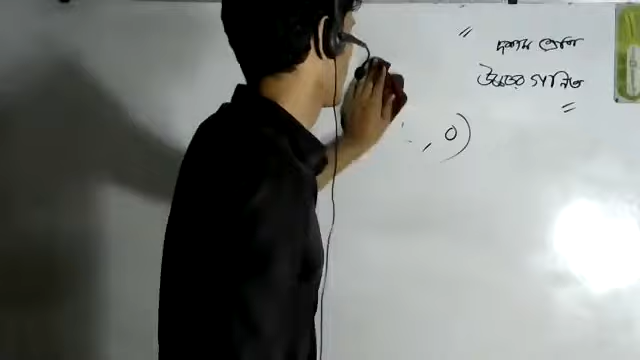 " দশম শ্রেণি
উচ্চতর গণিত "
, 0)